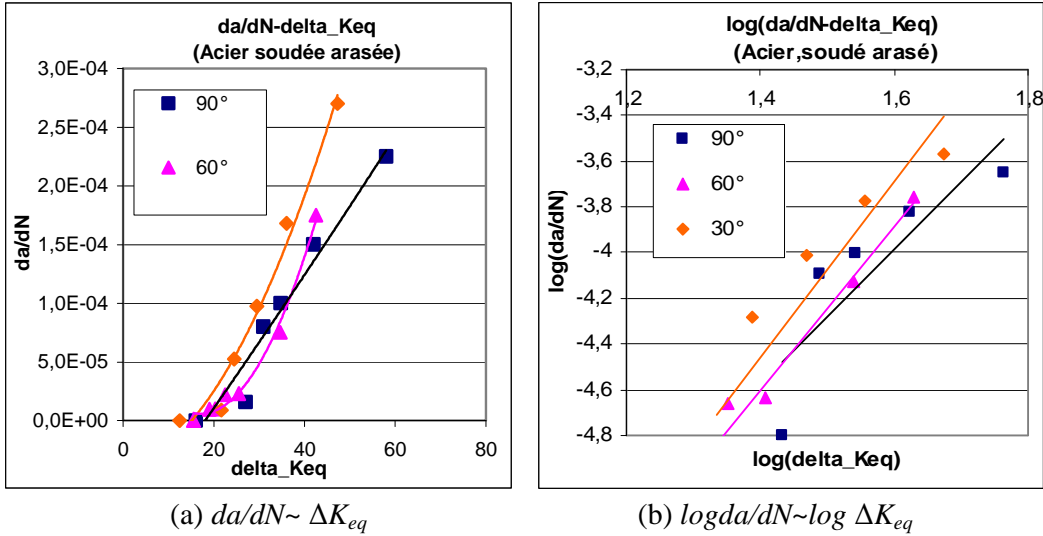 da/dN-delta_Keq
(Acier soudée arasée)
3,0E-04
2,5E-04
2,0E-04
1,5E-04
1,0E-04
5,0E-05
0,0E+00
da/dN
90°
60°
0
20
40
60
80
delta_Keq
(a) da/dN~ ΔKeq
log(da/dN-delta_Keq)
(Acier,soudé arasé)
-3,2
-3,4
-3,6
-3,8
-4
-4,2
-4,4
-4,6
-4,8
1,2
1,4
1,6
1,8
log(da/dN)
90°
60°
30°
log(delta_Keq)
(b) logda/dN~log ΔKeq